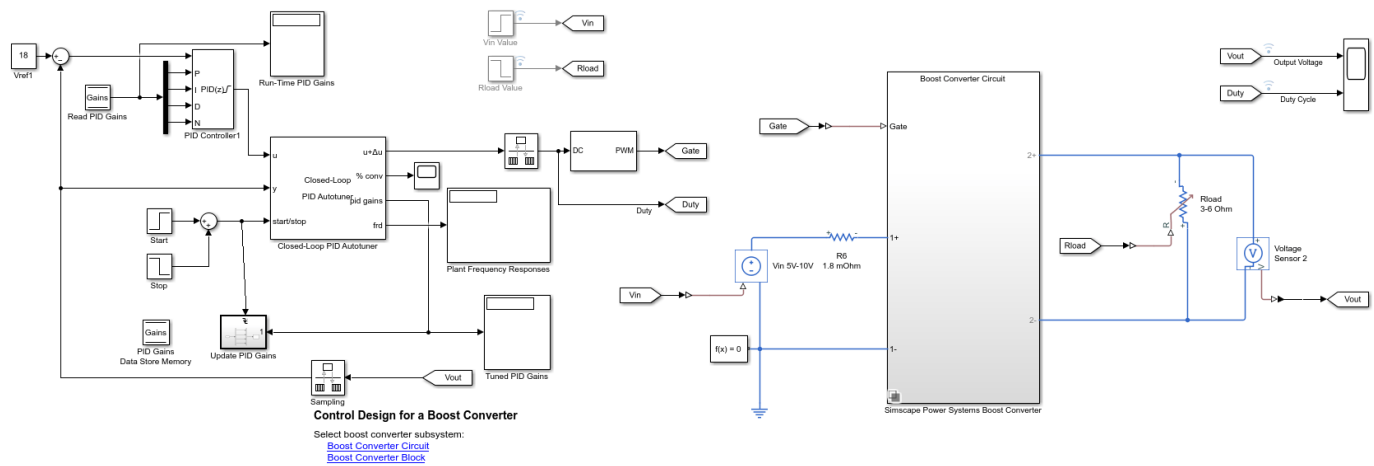 18
Vref1
+
-
Read PID Gains
Gains
P
I
D
N
PID(z)
PID Controller1
Run-Time PID Gains
Vin Value
Vin
Rload Value
Rload
u
y
start/stop
u+Δu
% conv
pid gains
frd
Closed-Loop
PID Autotuner
Closed-Loop PID Autotuner
DC
PWM
Gate
Duty
Duty
Plant Frequency Responses
Start
+
+
Stop
Gains
PID Gains
Data Store Memory
1
Update PID Gains
Tuned PID Gains
Sampling
Vout
Control Design for a Boost Converter
Select boost converter subsystem:
Boost Converter Circuit
Boost Converter Block
Boost Converter Circuit
Gate
Gate
1+
1-
2+
2-
Simscape Power Systems Boost Converter
Vin
Vin 5V-10V
+
-
R6
1.8 mOhm
f(x) = 0
Rload
R
-
+
Rload
3-6 Ohm
V
+
-
V
Voltage
Sensor 2
Vout
Vout
Output Voltage
Duty
Duty Cycle